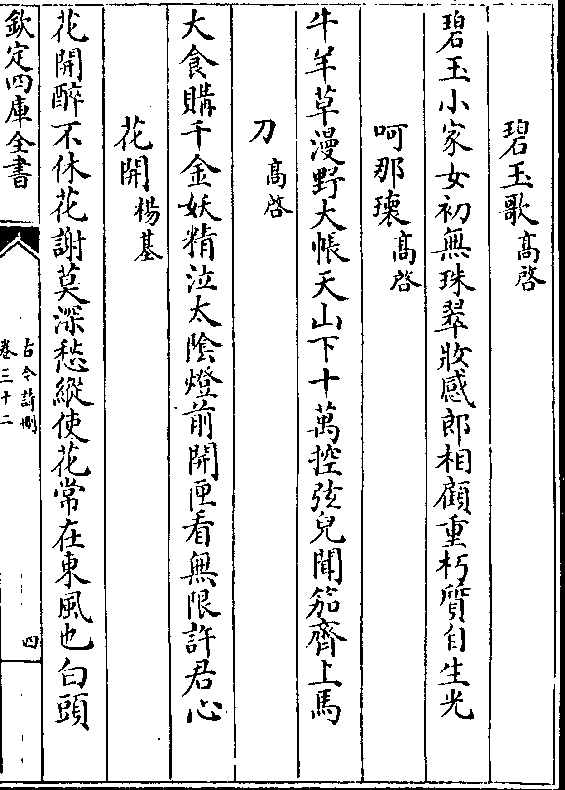 碧玉歌高啓
碧玉小家女初無珠翠妝感郎相顧重朽質自生光
呵那瓌高啓
牛羊草漫野大帳天山下十萬控弦兒聞笳齊上馬
刀高啓
大食購千金妖精泣太陰燈前開匣看無限許君心
花開楊基
花開醉不休花謝莫深愁縱使花常在東風也白頭
欽定四庫全書
古今詩刪
卷三十二
四